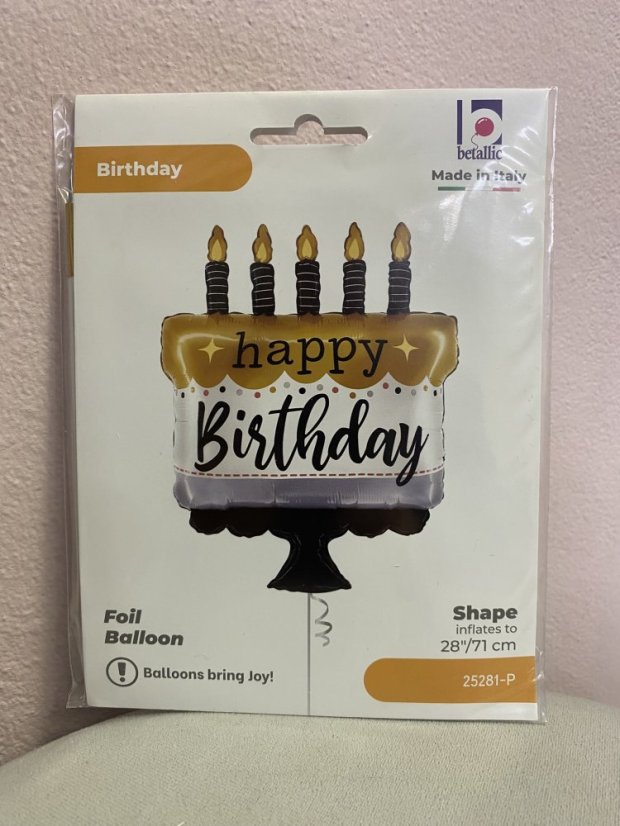 Birthday
betallic
Made in Italy
happy
Birthday
Foil
Balloon
Balloons bring Joy!
Shape
inflates to
28"/71 cm
25281-P